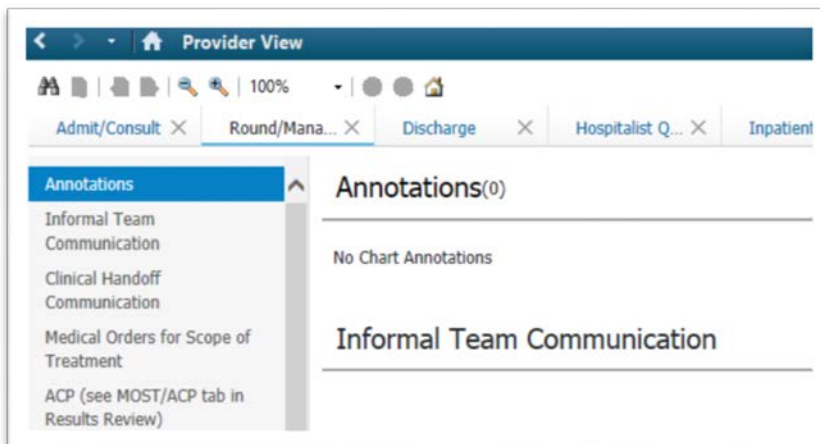 Provider View
100%
Admit/Consult Round/Mana... Discharge Hospitalist Q... Inpatient
Annotations
Informal Team
Communication
Clinical Handoff
Communication
Medical Orders for Scope of
Treatment
ACP (see MOST/ACP tab in
Results Review)
Annotations(0)
No Chart Annotations
Informal Team Communication